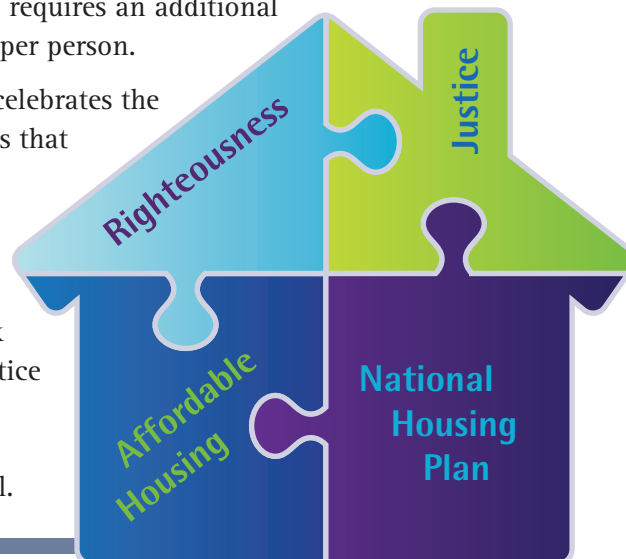 requires an additional
per person.
celebrates the
s that
tice
l.
Righteousness
Justice
Affordable
Housing
National
Housing
Plan